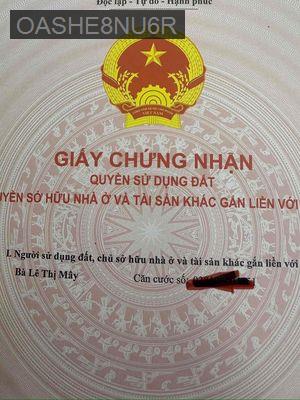 Độc lập - Tự do - Hạnh phúc
OASHE8NU6R
VIỆT NAM
GIẤY CHỨNG NHẬN
QUYỀN SỬ DỤNG ĐẤT
UYỀN SỞ HỮU NHÀ Ở VÀ TÀI SẢN KHÁC GẮN LIỀN VỚI
I. Người sử dụng đất, chủ sở hữu nhà ở và tài sản khác gắn liền với
Bà Lê Thị Mây Căn cước số: